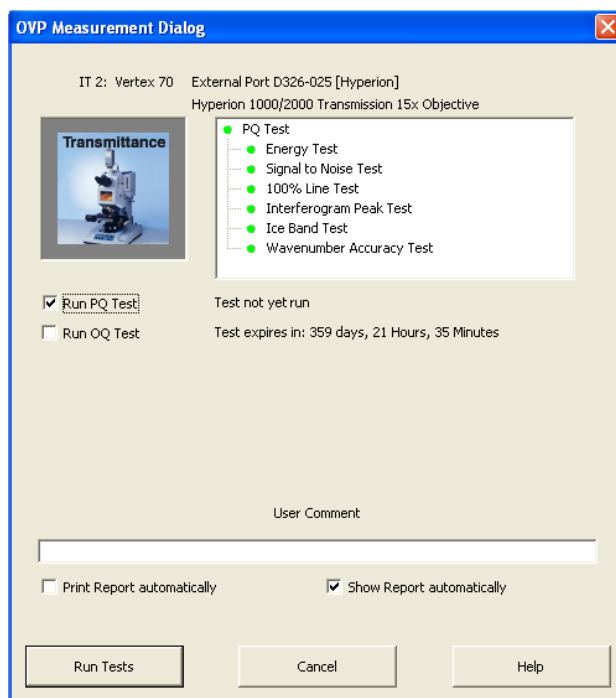 OVP Measurement Dialog
IT 2: Vertex 70 External Port D326-025 [Hyperion]
Hyperion 1000/2000 Transmission 15x Objective
Transmittance
PQ Test
Energy Test
Signal to Noise Test
100% Line Test
Interferogram Peak Test
Ice Band Test
Wavenumber Accuracy Test
Run PQ Test Test not yet run
Run OQ Test Test expires in: 359 days, 21 Hours, 35 Minutes
User Comment
Print Report automatically Show Report automatically
Run Tests Cancel Help